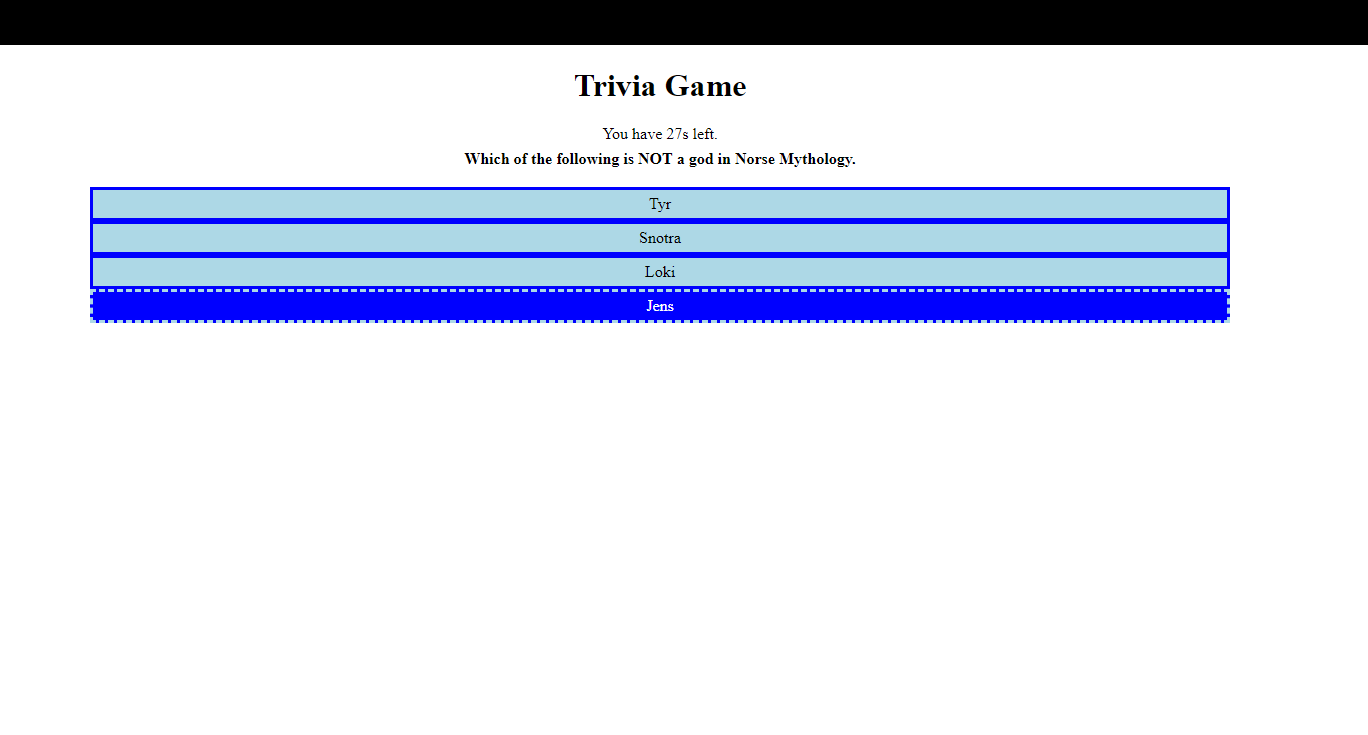 Trivia Game
You have 27s left.
Which of the following is NOT a god in Norse Mythology.
Tyr
Snotra
Loki
Jens